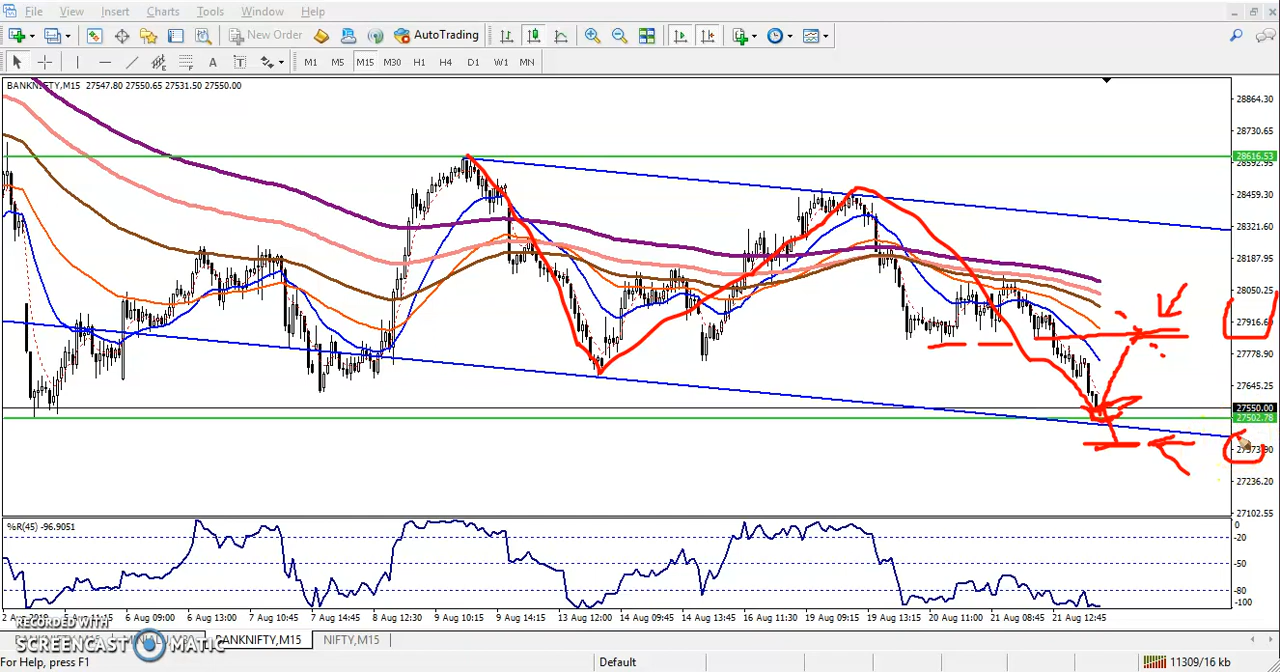 File View Insert Charts Tools Window Help
New Order AutoTrading
A T M1 M5 M15 M30 H1 H4 D1 W1 MN
BANKNIFTY,M15 27547.80 27550.65 27531.50 27550.00
28864.30
28730.65
28616.53
28592.95
28459.30
28321.60
28187.95
28050.25
27916.60
27778.90
27645.25
27550.00
27502.78
27236.20
27102.55
%R(45) -96.9051
0
-20
-50
-80
-100
6 Aug 09:00 6 Aug 13:00 7 Aug 10:45 7 Aug 14:45 8 Aug 12:30 9 Aug 10:15 9 Aug 14:15 13 Aug 12:00 14 Aug 09:45 14 Aug 13:45 16 Aug 11:30 19 Aug 09:15 19 Aug 13:15 20 Aug 11:00 21 Aug 08:45 21 Aug 12:45
RECORDED WITH
SCREENCAST MATIC
BANKNIFTY,M15 NIFTY,M15
For Help, press F1 Default 11309/16 kb